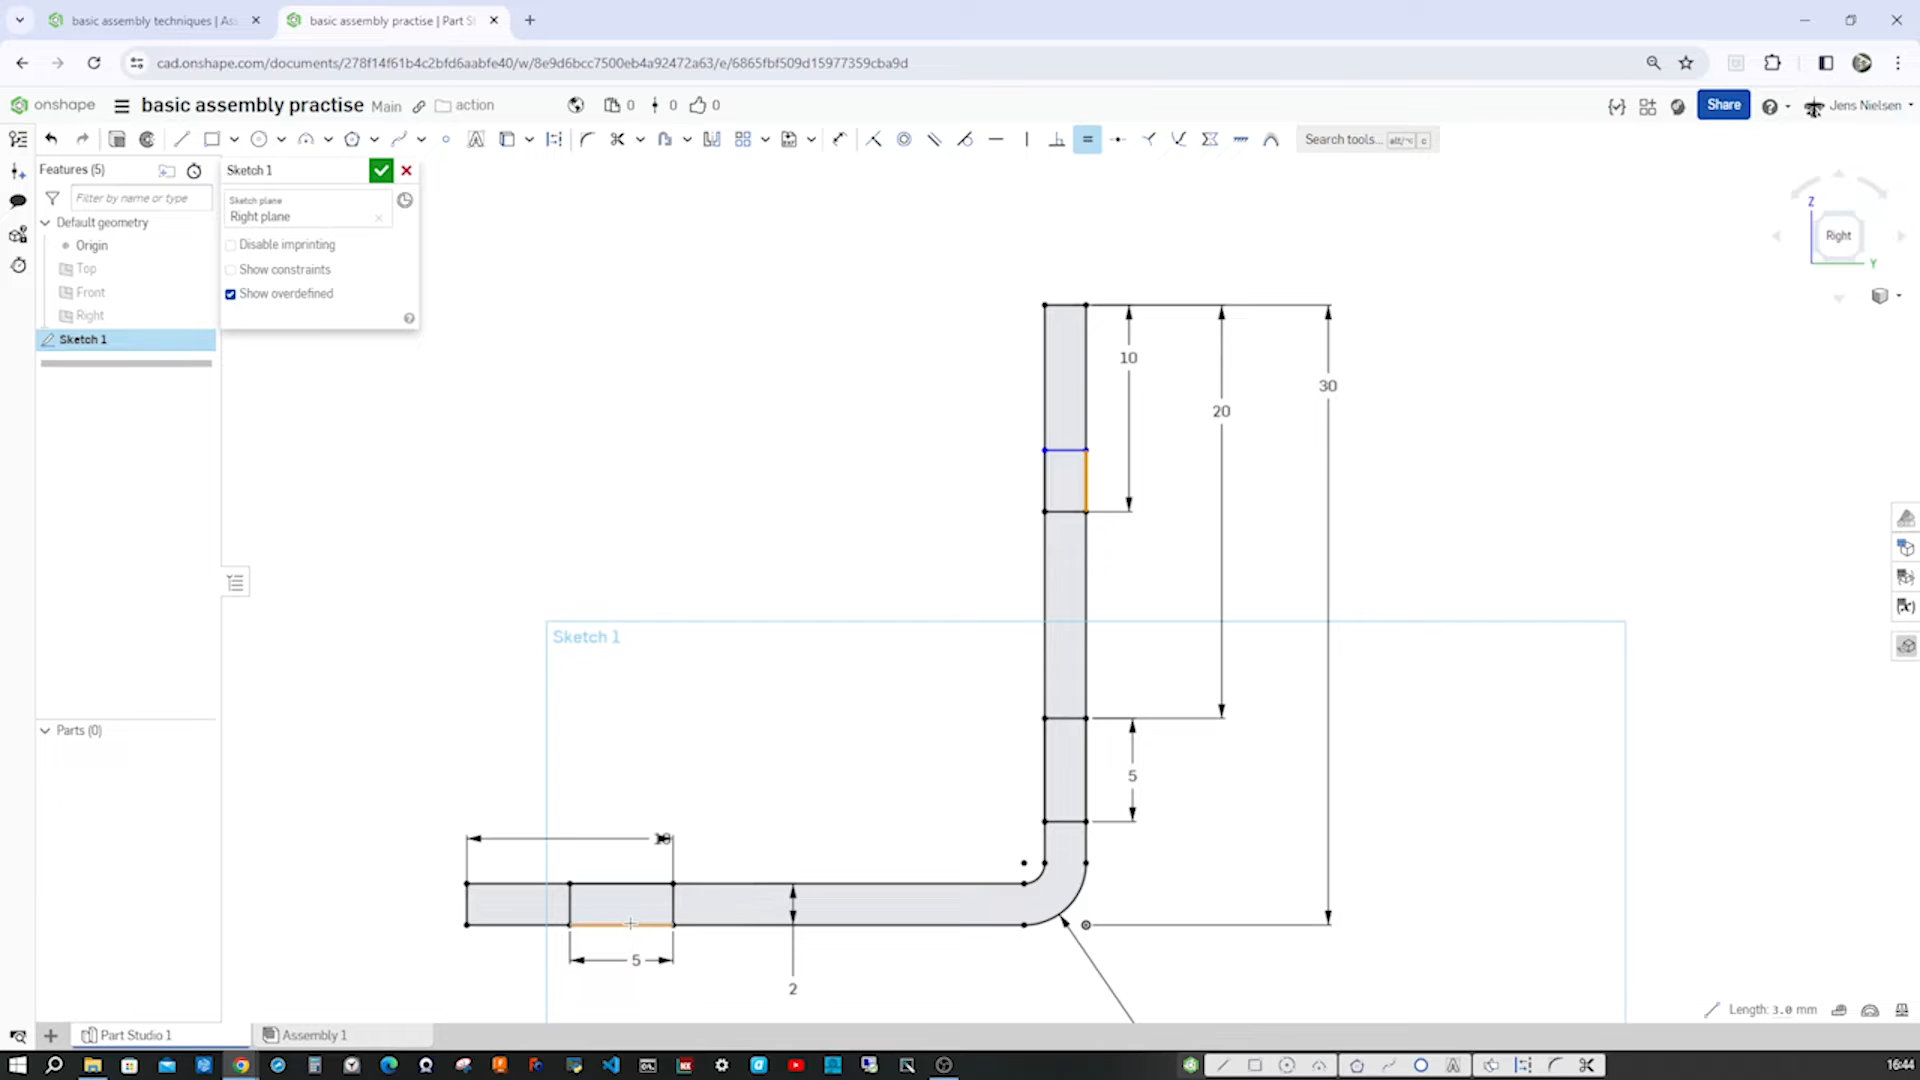 basic assembly techniques | Ass
basic assembly practise | Part S
cad.onshape.com/documents/278f14f61b4c2bfd6aabfe40/w/8e9d6bcc7500eb4a92472a63/e/6865fbf509d15977359cba9d
onshape
basic assembly practise Main action 0 0 0
Share
Jens Nielsen
Search tools... alt/⌥ c
Features (5)
Filter by name or type
Default geometry
Origin
Top
Front
Right
Sketch 1
Sketch 1
Sketch plane
Right plane
Disable imprinting
Show constraints
Show overdefined
Z
Right
Y
10
30
20
Sketch 1
Parts (0)
5
5
2
Length: 3.0 mm
Part Studio 1
Assembly 1
16:44